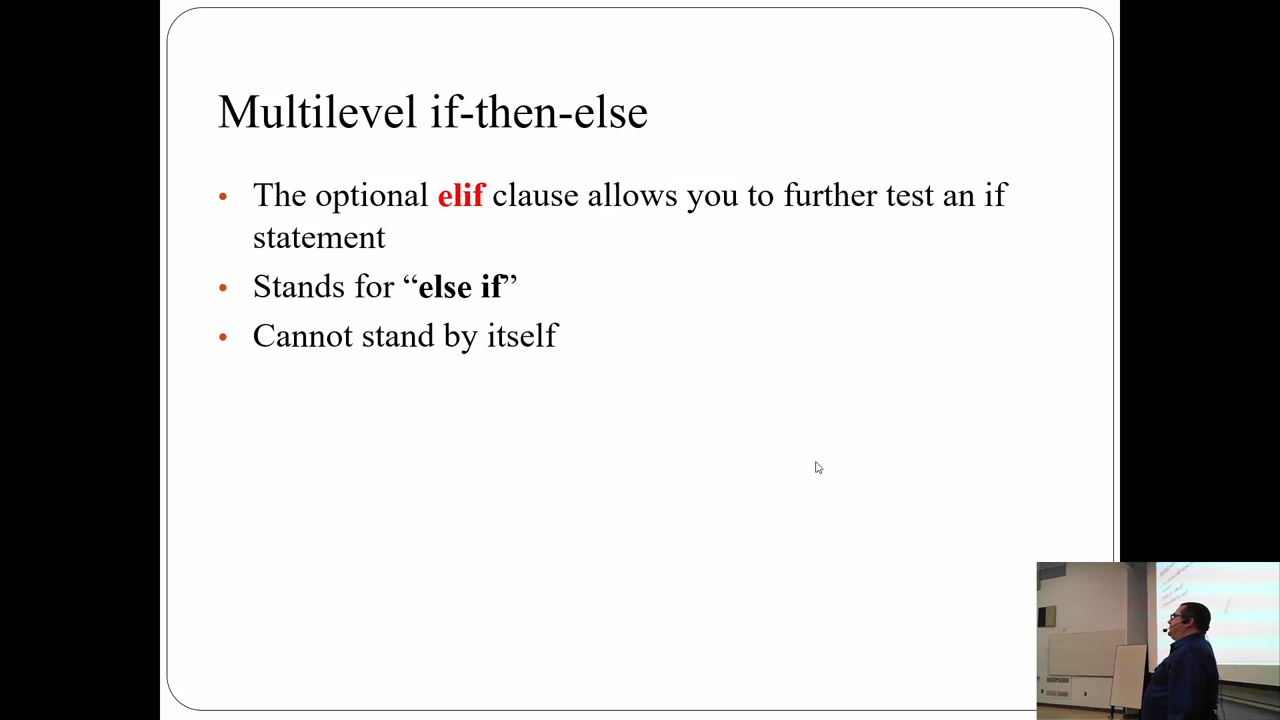 Multilevel if-then-else
• The optional elif clause allows you to further test an if
statement
• Stands for “else if”
• Cannot stand by itself